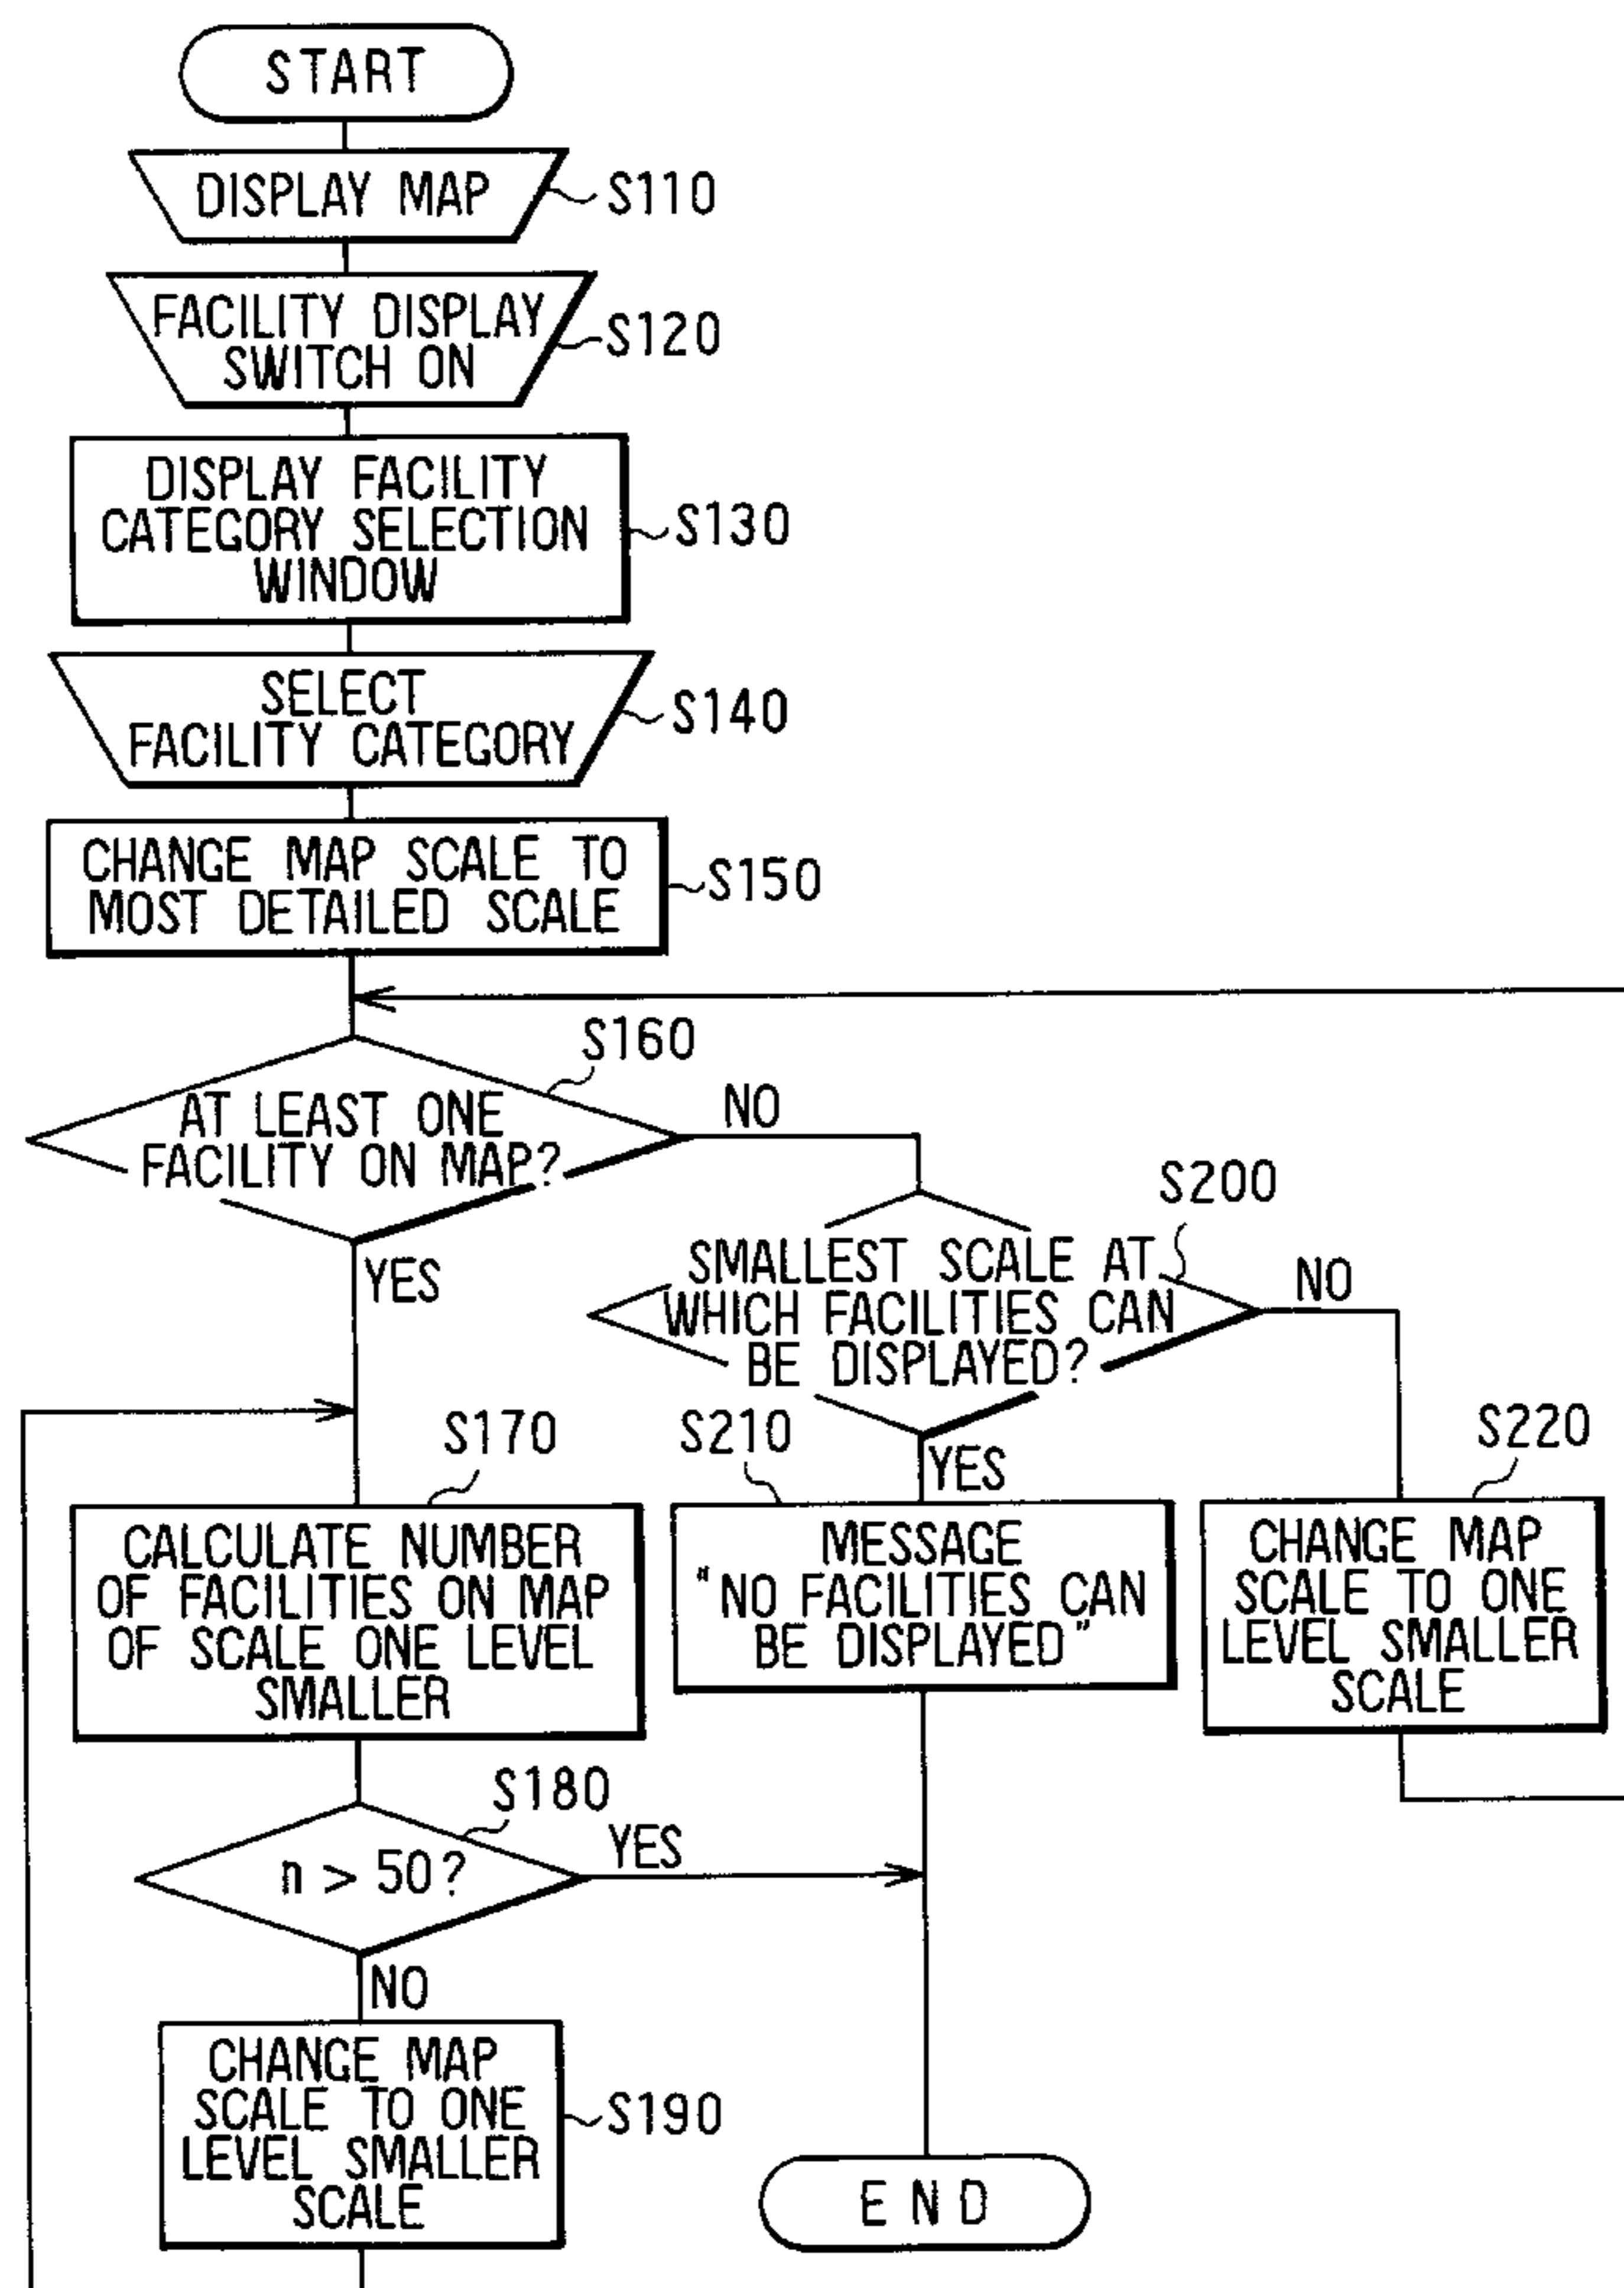 START
DISPLAY MAP
S110
FACILITY DISPLAY
SWITCH ON
S120
DISPLAY FACILITY
CATEGORY SELECTION
WINDOW
S130
SELECT
FACILITY CATEGORY
S140
CHANGE MAP SCALE TO
MOST DETAILED SCALE
S150
S160
AT LEAST ONE
FACILITY ON MAP?
NO
YES
S200
SMALLEST SCALE AT
WHICH FACILITIES CAN
BE DISPLAYED?
NO
YES
S170
CALCULATE NUMBER
OF FACILITIES ON MAP
OF SCALE ONE LEVEL
SMALLER
S210
MESSAGE
"NO FACILITIES CAN
BE DISPLAYED"
S220
CHANGE MAP
SCALE TO ONE
LEVEL SMALLER
SCALE
S180
n > 50?
YES
NO
CHANGE MAP
SCALE TO ONE
LEVEL SMALLER
SCALE
S190
END